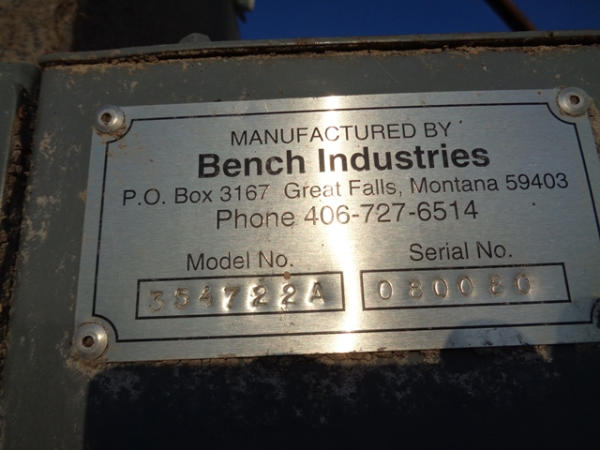 MANUFACTURED BY
Bench Industries
P.O. Box 3167 Great Falls, Montana 59403
Phone 406-727-6514
Model No. Serial No.
354722A 080080